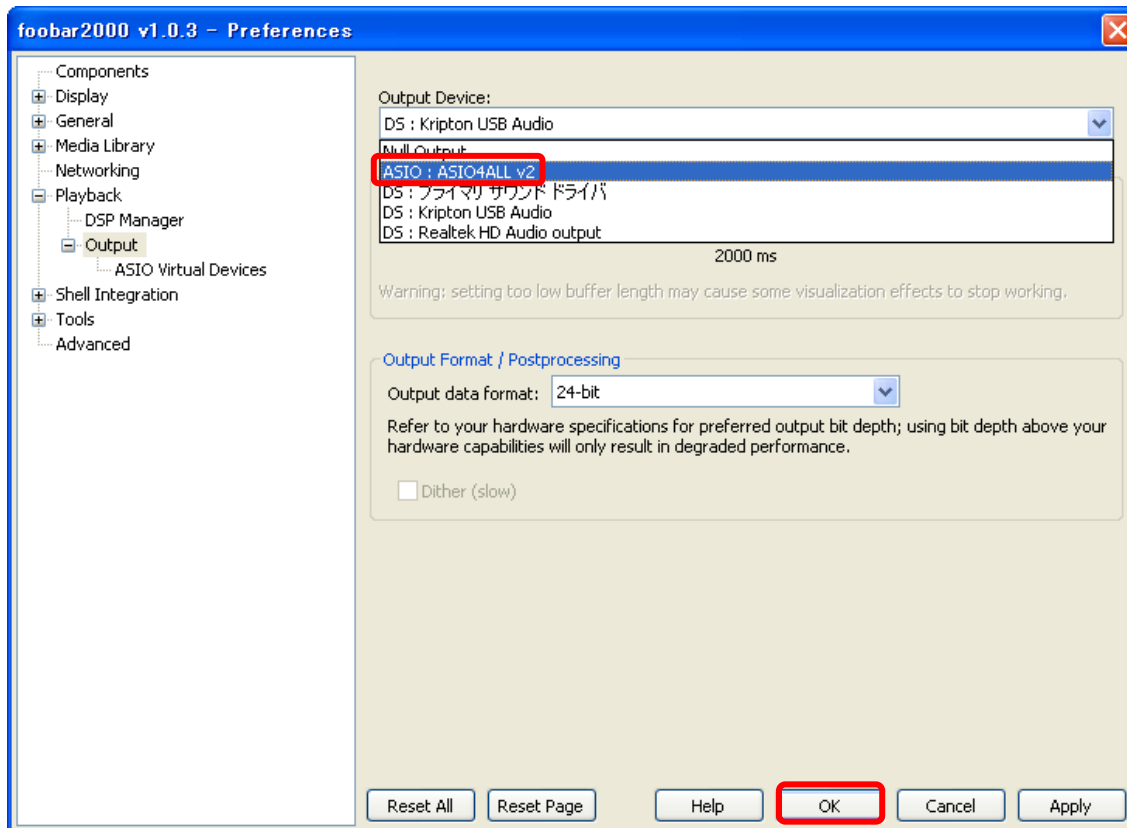 foobar2000 v1.0.3 - Preferences
Components
Display
General
Media Library
Networking
Playback
DSP Manager
Output
ASIO Virtual Devices
Shell Integration
Tools
Advanced
Output Device:
DS : Kripton USB Audio
Null Output
ASIO : ASIO4ALL v2
DS : プライマリ サウンド ドライバ
DS : Kripton USB Audio
DS : Realtek HD Audio output
2000 ms
Warning: setting too low buffer length may cause some visualization effects to stop working.
Output Format / Postprocessing
Output data format: 24-bit
Refer to your hardware specifications for preferred output bit depth; using bit depth above your
hardware capabilities will only result in degraded performance.
Dither (slow)
Reset All Reset Page Help OK Cancel Apply